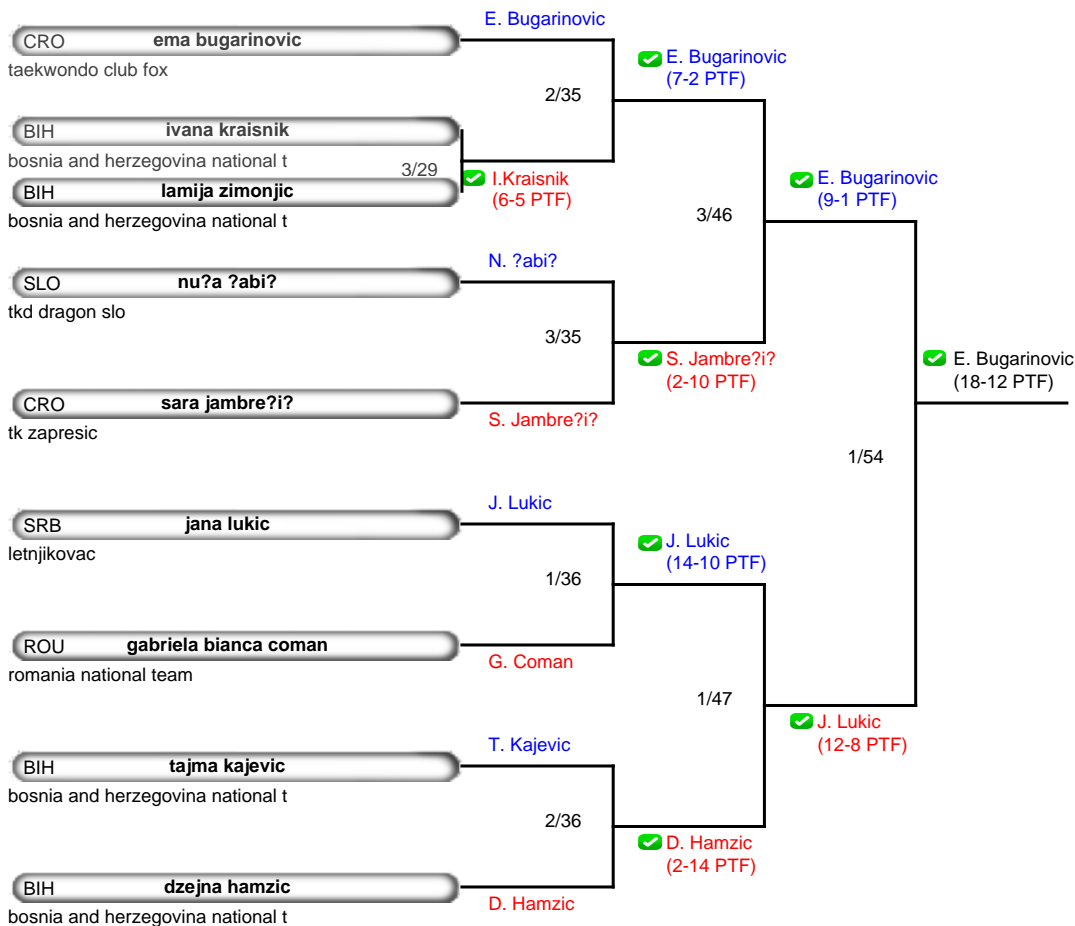 E. Bugarinovic
CRO ema bugarinovic
taekwondo club fox
E. Bugarinovic
(7-2 PTF)
2/35
BIH ivana kraisnik
bosnia and herzegovina national t
3/29
I.Kraisnik
(6-5 PTF)
BIH lamija zimonjic
bosnia and herzegovina national t
E. Bugarinovic
(9-1 PTF)
3/46
N. ?abi?
SLO nu?a ?abi?
tkd dragon slo
3/35
S. Jambre?i?
(2-10 PTF)
E. Bugarinovic
(18-12 PTF)
CRO sara jambre?i?
tk zapresic
S. Jambre?i?
1/54
J. Lukic
SRB jana lukic
letnjikovac
J. Lukic
(14-10 PTF)
1/36
ROU gabriela bianca coman
romania national team
G. Coman
1/47
J. Lukic
(12-8 PTF)
T. Kajevic
BIH tajma kajevic
bosnia and herzegovina national t
2/36
D. Hamzic
(2-14 PTF)
BIH dzejna hamzic
bosnia and herzegovina national t
D. Hamzic